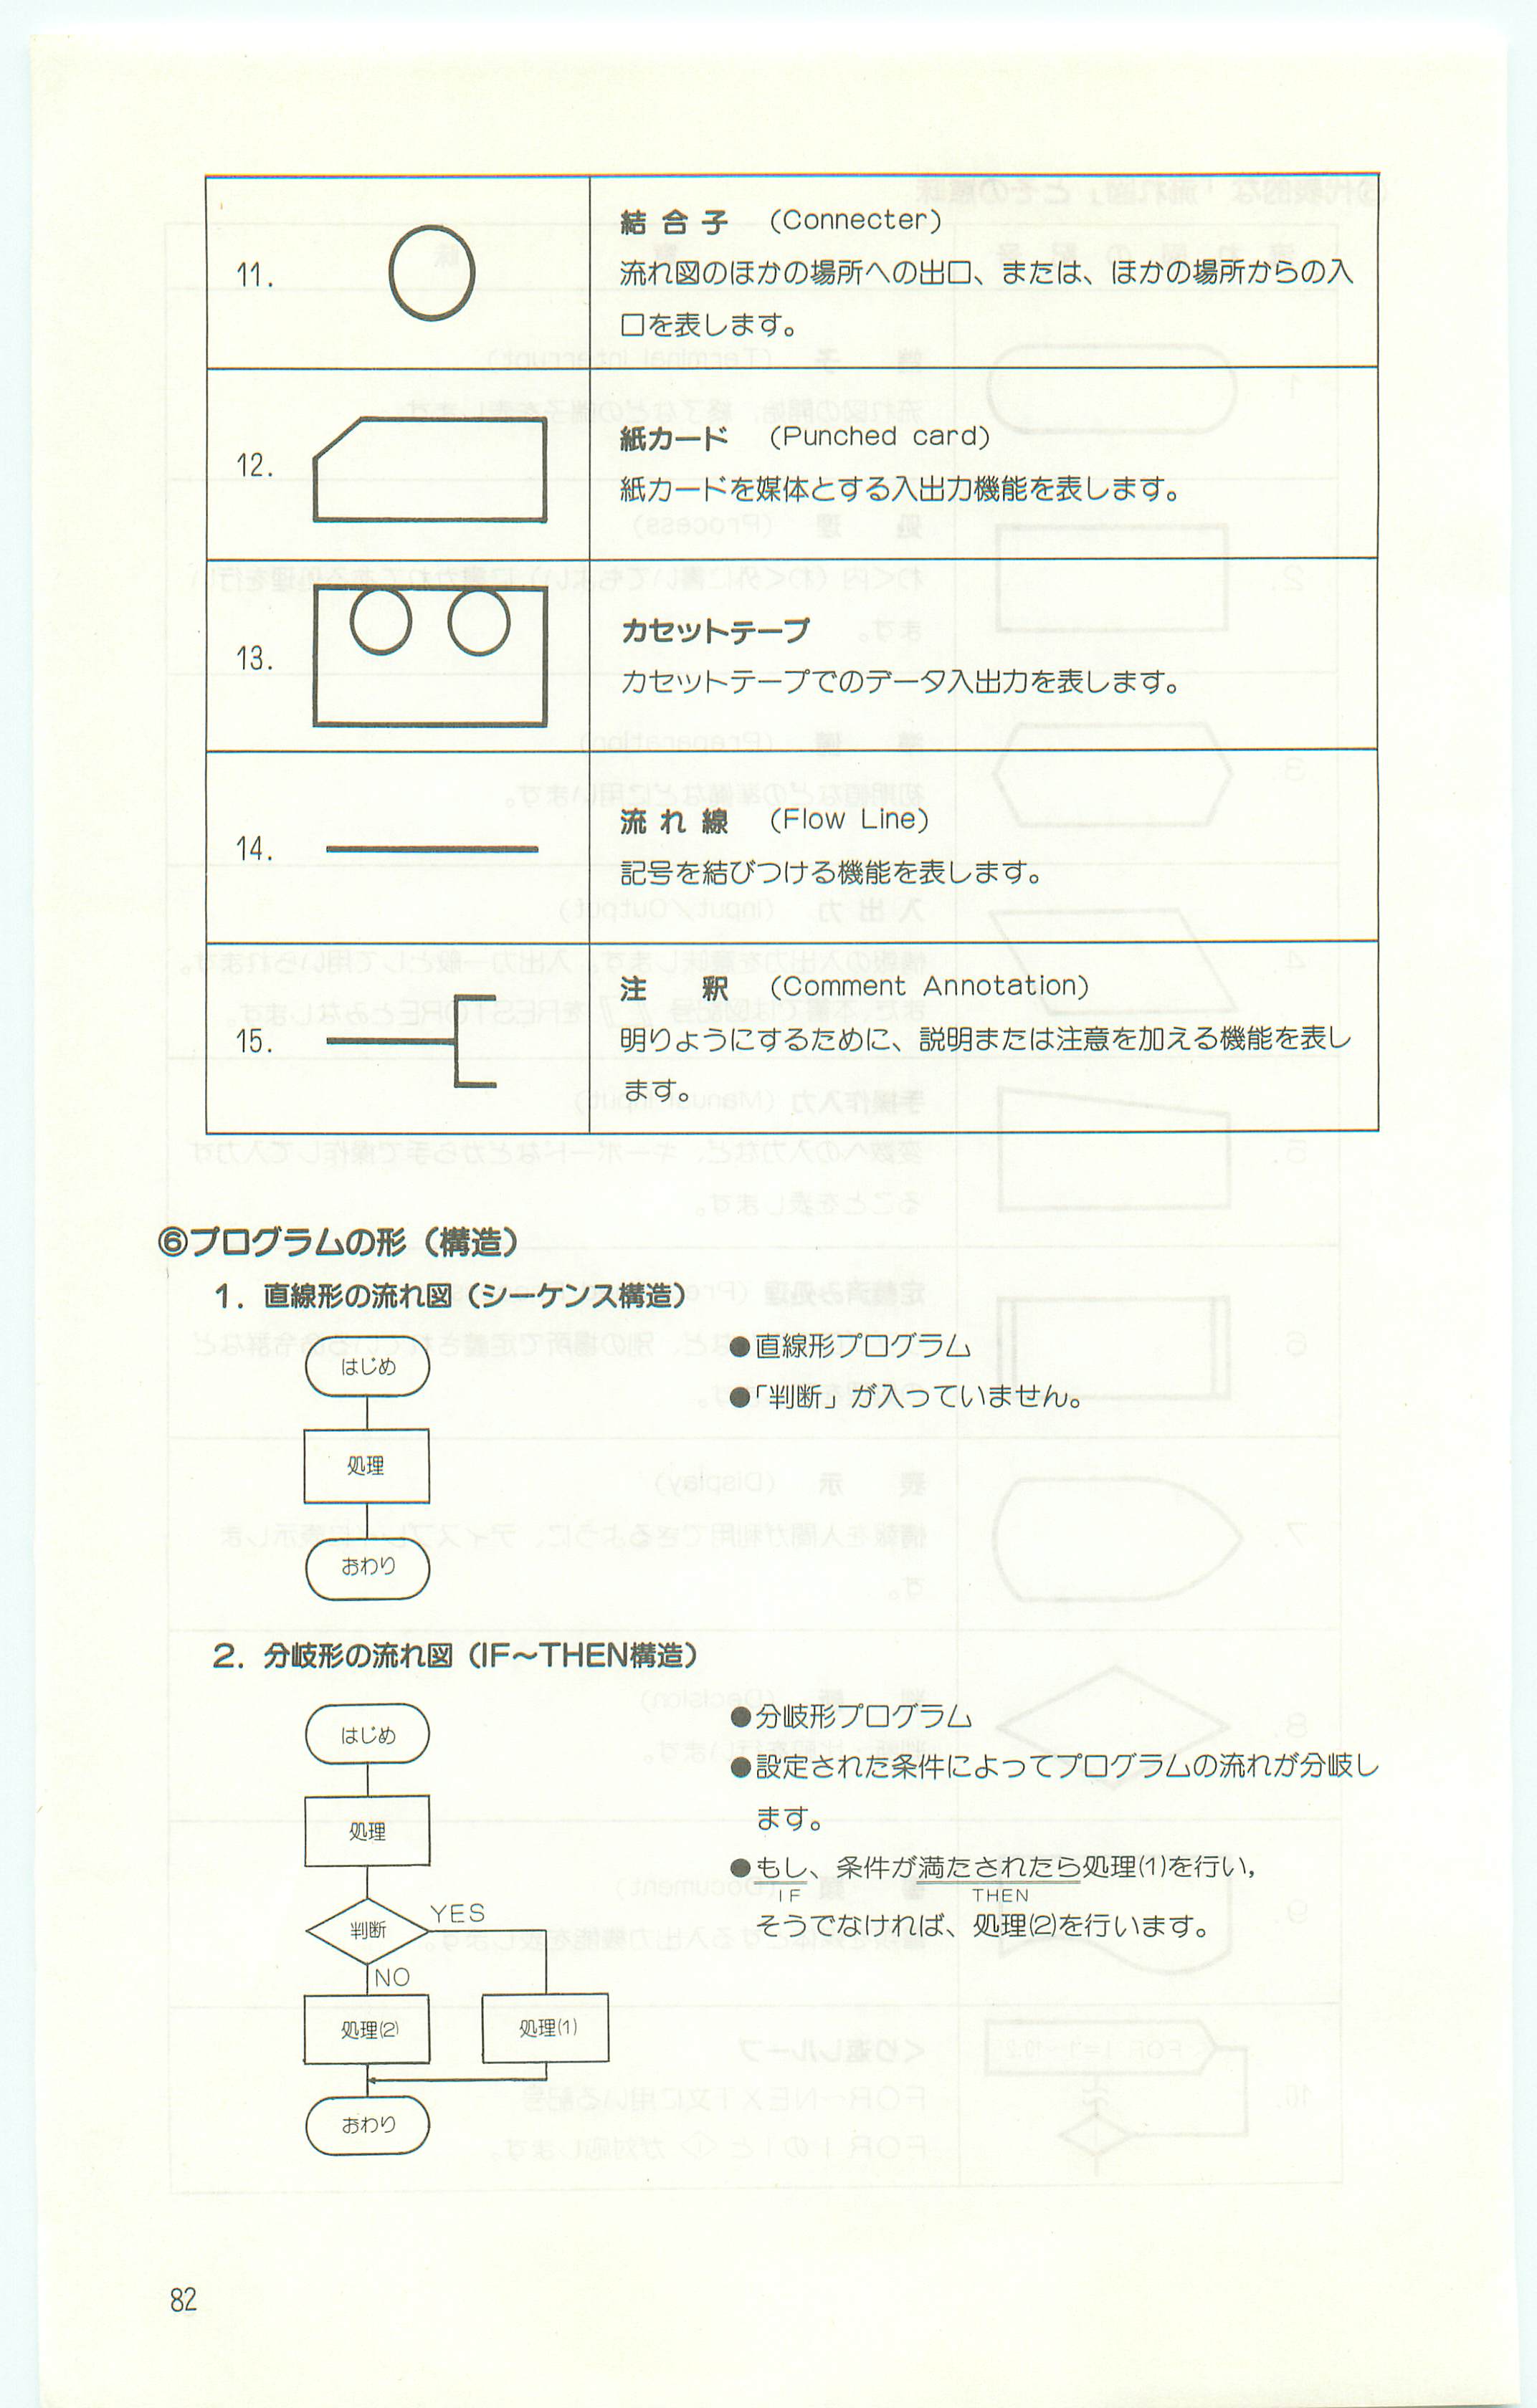 11.
結合子 (Connecter)
流れ図のほかの場所への出口、または、ほかの場所からの入
口を表します。
12.
紙カード (Punched card)
紙カードを媒体とする入出力機能を表します。
13.
カセットテープ
カセットテープでのデータ入出力を表します。
14.
流れ線 (Flow Line)
記号を結びつける機能を表します。
15.
注 釈 (Comment Annotation)
明りようにするために、説明または注意を加える機能を表し
ます。
⑥プログラムの形(構造)
1. 直線形の流れ図(シーケンス構造)
はじめ
処理
おわり
●直線形プログラム
●「判断」が入っていません。
2. 分岐形の流れ図(IF〜THEN構造)
はじめ
処理
判断
YES
NO
処理(2)
処理(1)
おわり
●分岐形プログラム
●設定された条件によってプログラムの流れが分岐し
ます。
●もし、条件が満たされたら処理(1)を行い,
IF THEN
そうでなければ、処理(2)を行います。
82